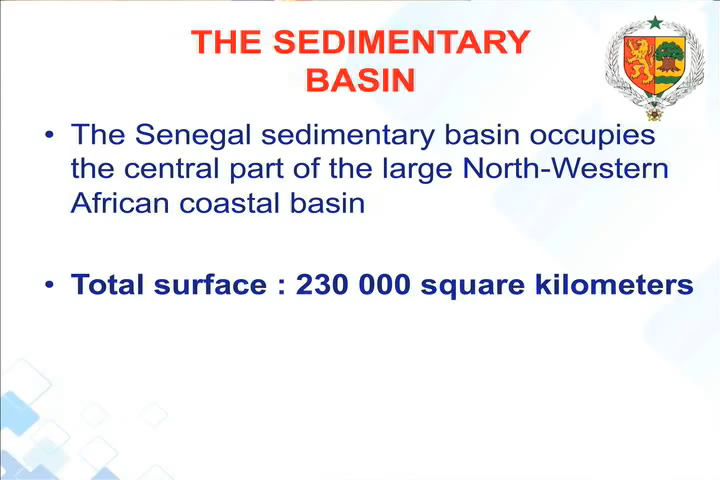 THE SEDIMENTARY
BASIN
• The Senegal sedimentary basin occupies
the central part of the large North-Western
African coastal basin
• Total surface : 230 000 square kilometers